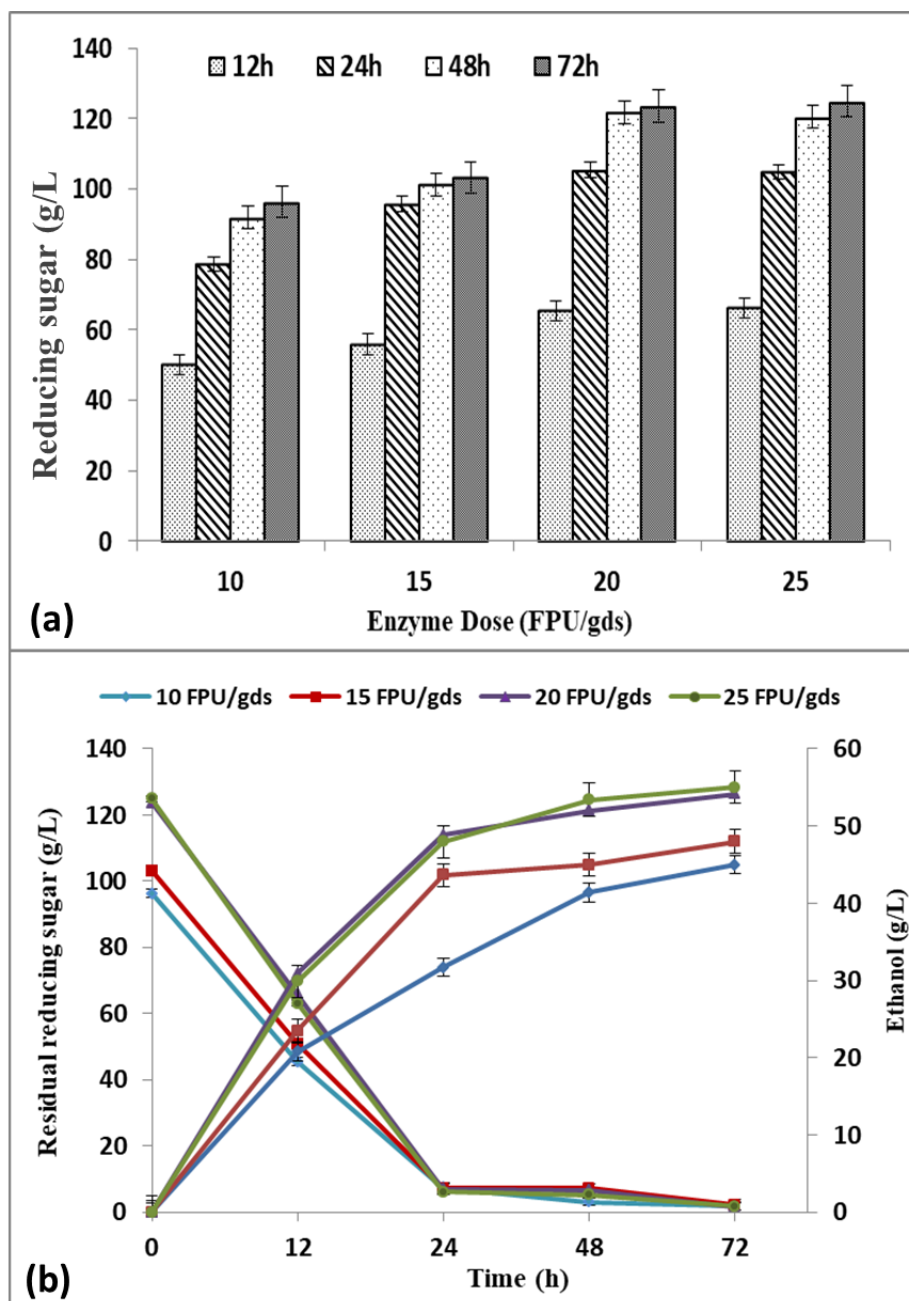 140
12h 24h 48h 72h
120
100
80
60
40
20
0
Reducing sugar (g/L)
10 15 20 25
Enzyme Dose (FPU/gds)
(a)
10 FPU/gds 15 FPU/gds 20 FPU/gds 25 FPU/gds
140 60
120 50
100 40
80 30
60 20
40 10
20 0
0
Residual reducing sugar (g/L)
Ethanol (g/L)
0 12 24 48 72
Time (h)
(b)